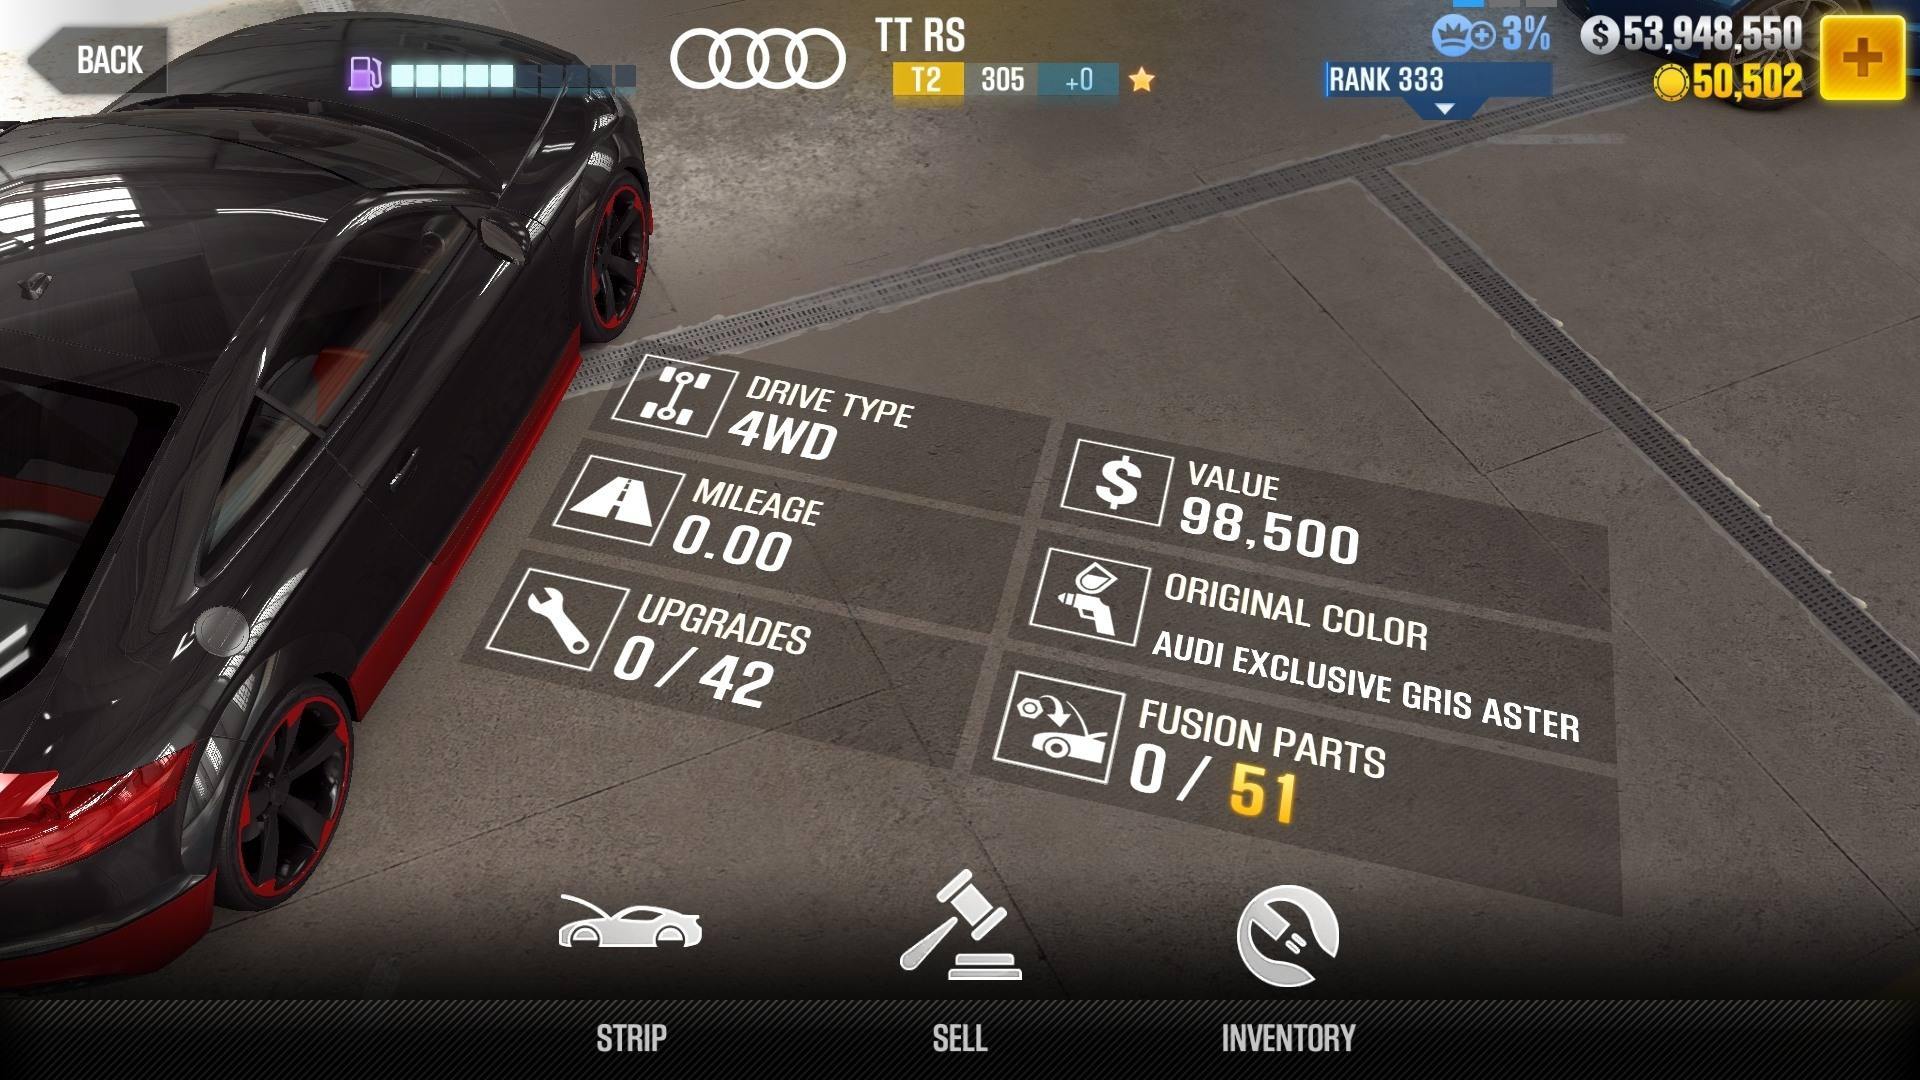 BACK
TT RS
T2 305 +0
3%
RANK 333
53,948,550
50,502
DRIVE TYPE
4WD
MILEAGE
0.00
UPGRADES
0 / 42
VALUE
98,500
ORIGINAL COLOR
AUDI EXCLUSIVE GRIS ASTER
FUSION PARTS
0 / 51
STRIP
SELL
INVENTORY